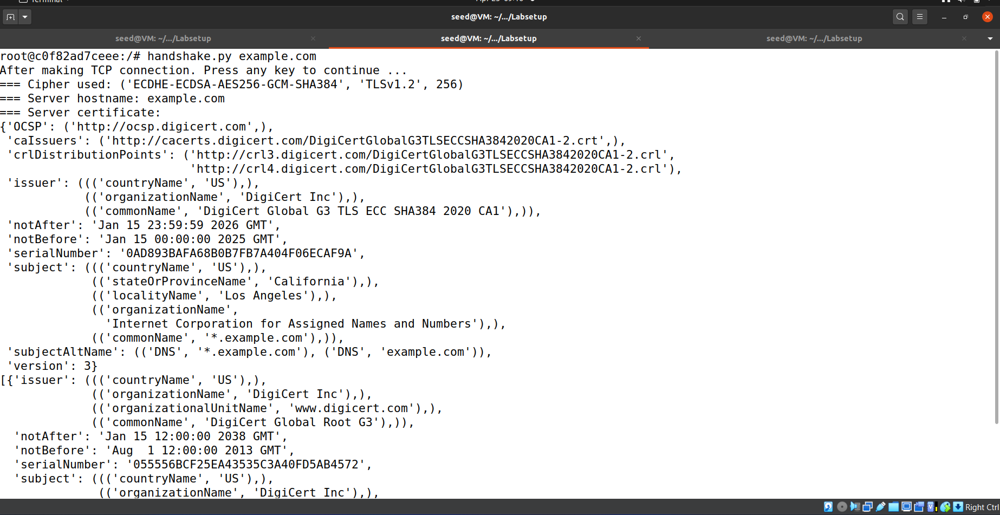 seed@VM: ~/.../Labsetup
seed@VM: ~/.../Labsetup
seed@VM: ~/.../Labsetup
seed@VM: ~/.../Labsetup
root@c0f82ad7ceee:/# handshake.py example.com
After making TCP connection. Press any key to continue ...
=== Cipher used: ('ECDHE-ECDSA-AES256-GCM-SHA384', 'TLSv1.2', 256)
=== Server hostname: example.com
=== Server certificate:
{'OCSP': ('http://ocsp.digicert.com',),
 'caIssuers': ('http://cacerts.digicert.com/DigiCertGlobalG3TLSECCSHA3842020CA1-2.crt',),
 'crlDistributionPoints': ('http://crl3.digicert.com/DigiCertGlobalG3TLSECCSHA3842020CA1-2.crl',
                           'http://crl4.digicert.com/DigiCertGlobalG3TLSECCSHA3842020CA1-2.crl'),
 'issuer': ((('countryName', 'US'),),
            (('organizationName', 'DigiCert Inc'),),
            (('commonName', 'DigiCert Global G3 TLS ECC SHA384 2020 CA1'),)),
 'notAfter': 'Jan 15 23:59:59 2026 GMT',
 'notBefore': 'Jan 15 00:00:00 2025 GMT',
 'serialNumber': '0AD893BAFA68B0B7FB7A404F06ECAF9A',
 'subject': ((('countryName', 'US'),),
             (('stateOrProvinceName', 'California'),),
             (('localityName', 'Los Angeles'),),
             (('organizationName',
               'Internet Corporation for Assigned Names and Numbers'),),
             (('commonName', '*.example.com'),)),
 'subjectAltName': (('DNS', '*.example.com'), ('DNS', 'example.com')),
 'version': 3}
[{'issuer': ((('countryName', 'US'),),
             (('organizationName', 'DigiCert Inc'),),
             (('organizationalUnitName', 'www.digicert.com'),),
             (('commonName', 'DigiCert Global Root G3'),)),
  'notAfter': 'Jan 15 12:00:00 2038 GMT',
  'notBefore': 'Aug  1 12:00:00 2013 GMT',
  'serialNumber': '055556BCF25EA43535C3A40FD5AB4572',
  'subject': ((('countryName', 'US'),),
              (('organizationName', 'DigiCert Inc'),),
Right Ctrl